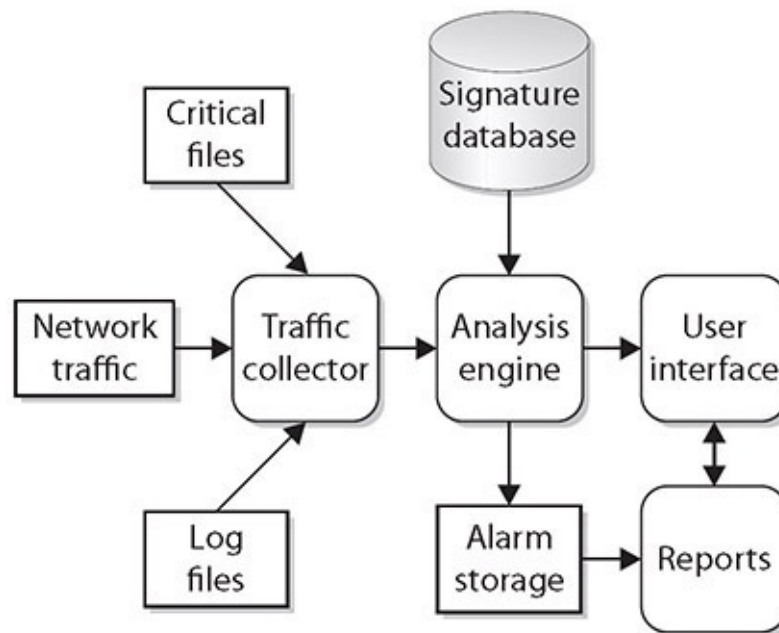 Signature
database
Critical
files
Network
traffic
Traffic
collector
Analysis
engine
User
interface
Log
files
Alarm
storage
Reports